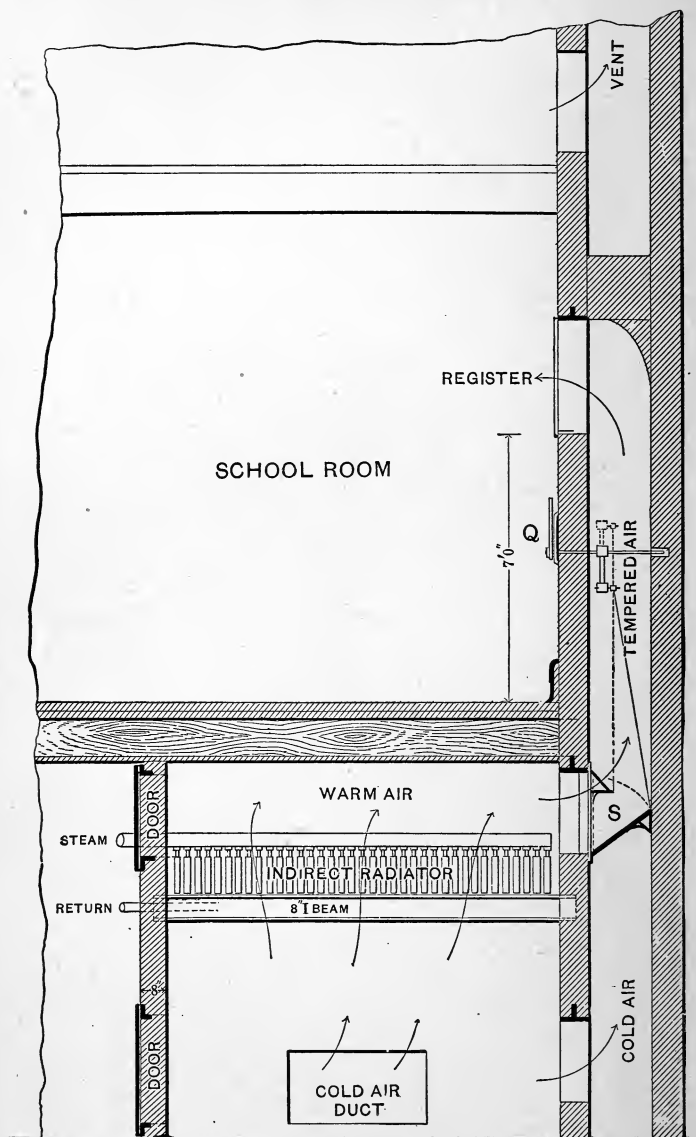 VENT
REGISTER
SCHOOL ROOM
Q
7'0"
TEMPERED AIR
DOOR
WARM AIR
S
STEAM
INDIRECT RADIATOR
RETURN
8" I BEAM
8"
DOOR
COLD AIR
DUCT
COLD AIR